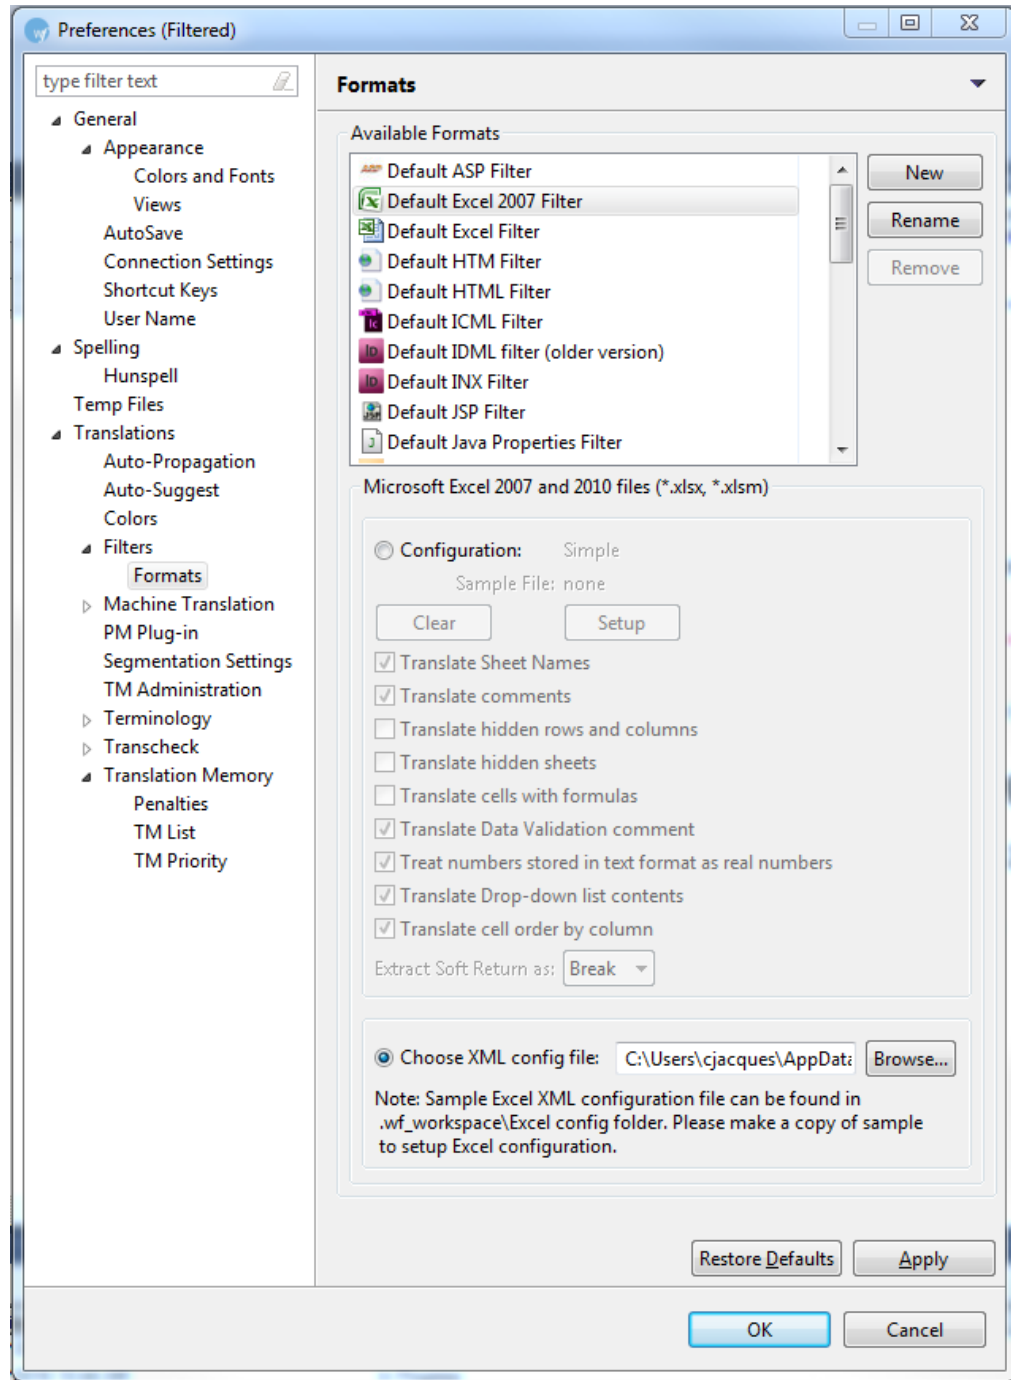 Preferences (Filtered)
type filter text
General
Appearance
Colors and Fonts
Views
AutoSave
Connection Settings
Shortcut Keys
User Name
Spelling
Hunspell
Temp Files
Translations
Auto-Propagation
Auto-Suggest
Colors
Filters
Formats
Machine Translation
PM Plug-in
Segmentation Settings
TM Administration
Terminology
Transcheck
Translation Memory
Penalties
TM List
TM Priority
Formats
Available Formats
Default ASP Filter
Default Excel 2007 Filter
Default Excel Filter
Default HTM Filter
Default HTML Filter
Default ICML Filter
Default IDML filter (older version)
Default INX Filter
Default JSP Filter
Default Java Properties Filter
New
Rename
Remove
Microsoft Excel 2007 and 2010 files (*.xlsx, *.xlsm)
Configuration: Simple
Sample File: none
Clear Setup
Translate Sheet Names
Translate comments
Translate hidden rows and columns
Translate hidden sheets
Translate cells with formulas
Translate Data Validation comment
Treat numbers stored in text format as real numbers
Translate Drop-down list contents
Translate cell order by column
Extract Soft Return as: Break
Choose XML config file: C:\Users\cjacques\AppData Browse...
Note: Sample Excel XML configuration file can be found in
.wf_workspace\Excel config folder. Please make a copy of sample
to setup Excel configuration.
Restore Defaults Apply
OK Cancel